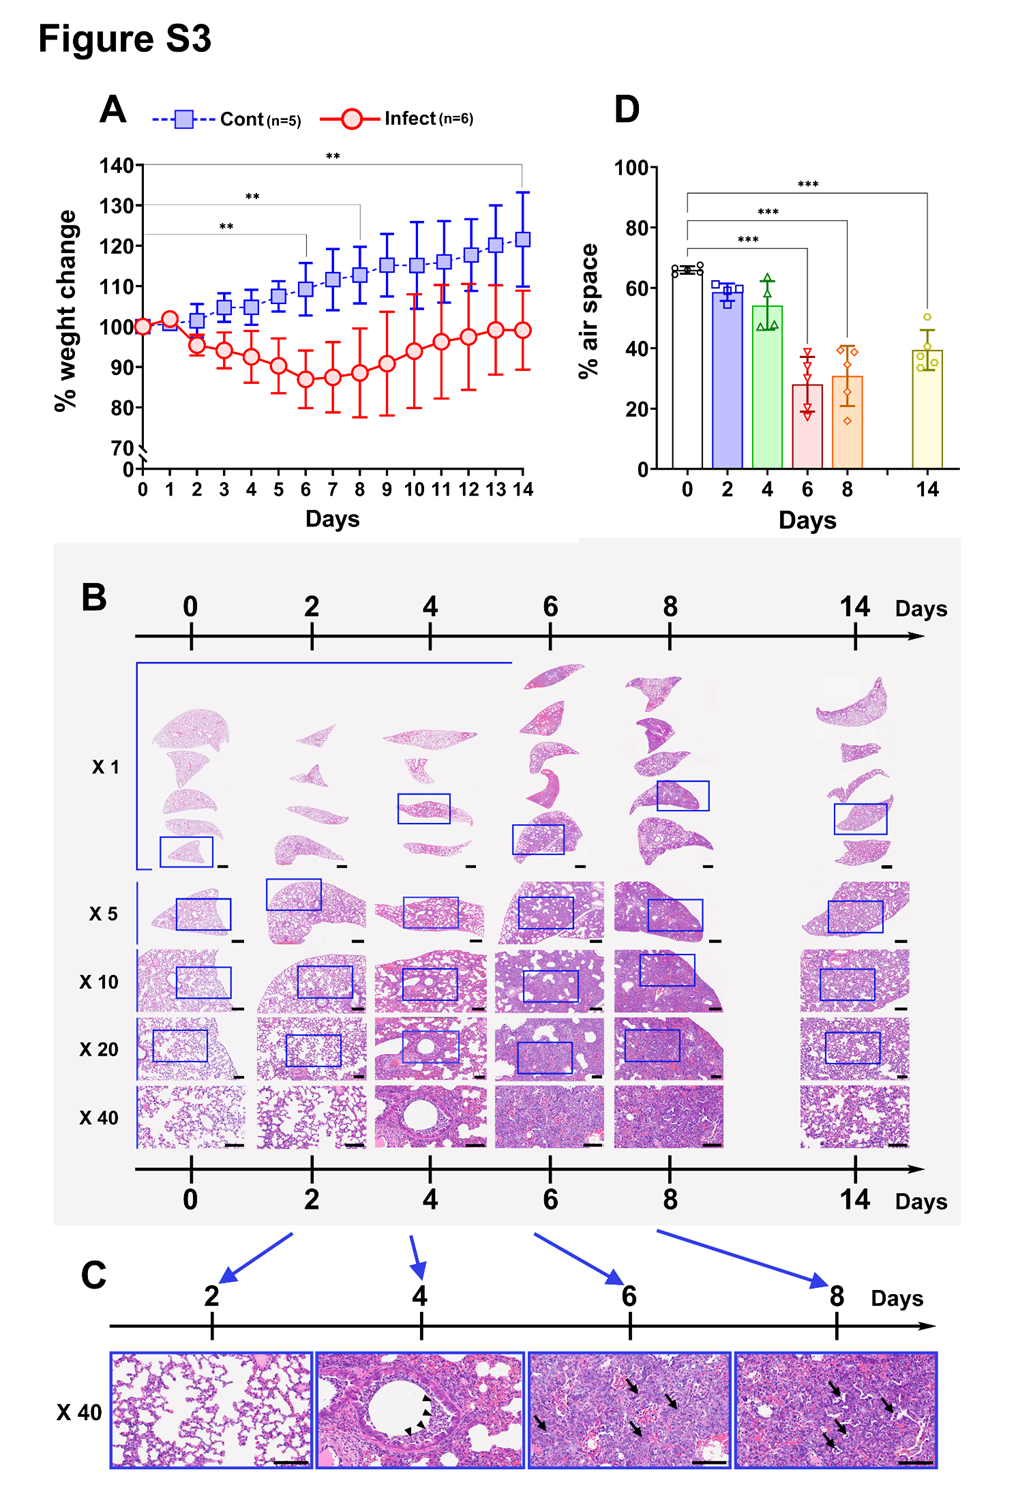 Figure S3
A
Cont (n=5)
Infect (n=6)
% weght change
140
130
120
110
100
90
80
70
0
**
**
**
0 1 2 3 4 5 6 7 8 9 10 11 12 13 14
Days
D
% air space
100
80
60
40
20
0
***
***
***
0 2 4 6 8 14
Days
B
0 2 4 6 8 14 Days
X 1
X 5
X 10
X 20
X 40
0 2 4 6 8 14 Days
C
2 4 6 8 Days
X 40